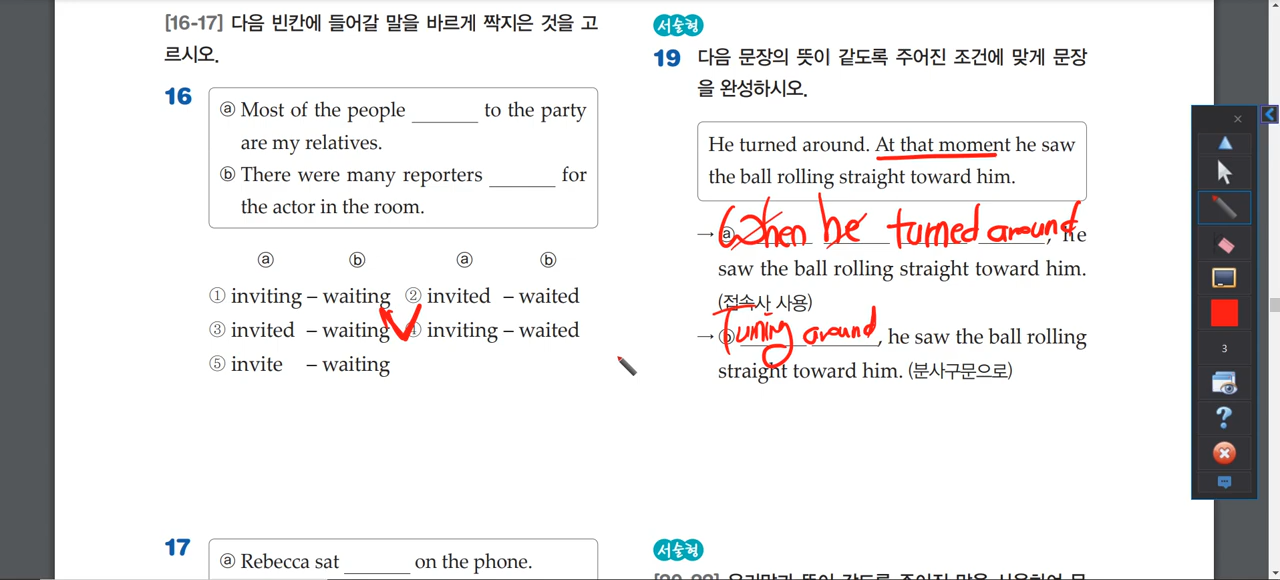 [16-17] 다음 빈칸에 들어갈 말을 바르게 짝지은 것을 고
르시오.
16
ⓐ Most of the people ______ to the party
are my relatives.
ⓑ There were many reporters ______ for
the actor in the room.
ⓐ ⓑ ⓐ ⓑ
① inviting – waiting ② invited – waited
③ invited – waiting ④ inviting – waited
⑤ invite – waiting
17
ⓐ Rebecca sat ______ on the phone.
서술형
19 다음 문장의 뜻이 같도록 주어진 조건에 맞게 문장
을 완성하시오.
He turned around. At that moment he saw
the ball rolling straight toward him.
→ ⓐ When he turned around, he
saw the ball rolling straight toward him.
(접속사 사용)
→ ⓑ Tuning around, he saw the ball rolling
straight toward him. (분사구문으로)
서술형
3